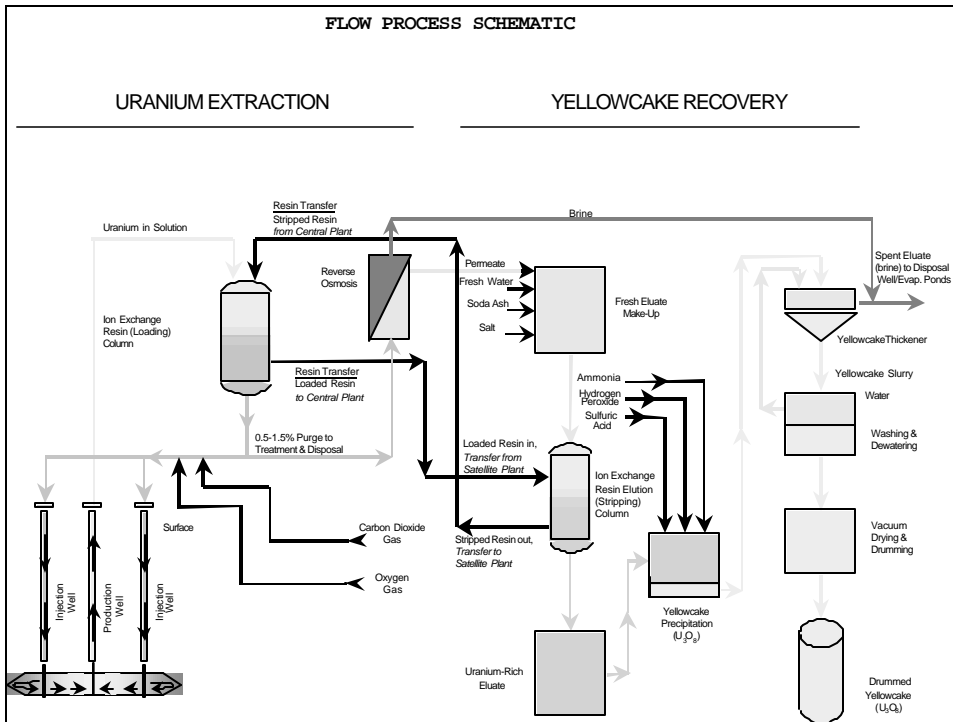 FLOW PROCESS SCHEMATIC
URANIUM EXTRACTION
YELLOWCAKE RECOVERY
Resin Transfer
Stripped Resin
from Central Plant
Uranium in Solution
Brine
Reverse
Osmosis
Permeate
Fresh Water
Soda Ash
Salt
Fresh Eluate
Make-Up
Spent Eluate
(brine) to Disposal
Well/Evap. Ponds
Ion Exchange
Resin (Loading)
Column
Yellowcake Thickener
Resin Transfer
Loaded Resin
to Central Plant
Yellowcake Slurry
Ammonia
Hydrogen
Peroxide
Sulfuric
Acid
Water
Washing &
Dewatering
0.5-1.5% Purge to
Treatment & Disposal
Loaded Resin in,
Transfer from
Satellite Plant
Ion Exchange
Resin Elution
(Stripping)
Column
Surface
Carbon Dioxide
Gas
Oxygen
Gas
Stripped Resin out,
Transfer to
Satellite Plant
Vacuum
Drying &
Drumming
Injection
Well
Production
Well
Injection
Well
Yellowcake
Precipitation
(U3O8)
Uranium-Rich
Eluate
Drummed
Yellowcake
(U3O8)